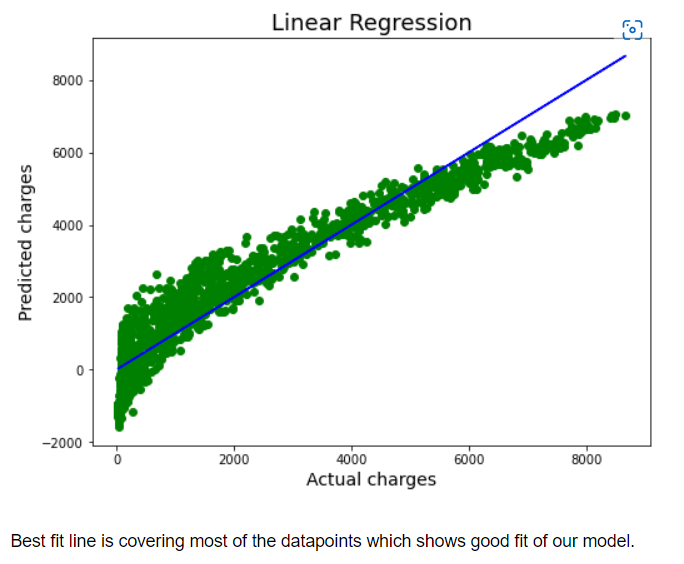 Linear Regression
Predicted charges
8000
6000
4000
2000
0
−2000
0 2000 4000 6000 8000
Actual charges
Best fit line is covering most of the datapoints which shows good fit of our model.